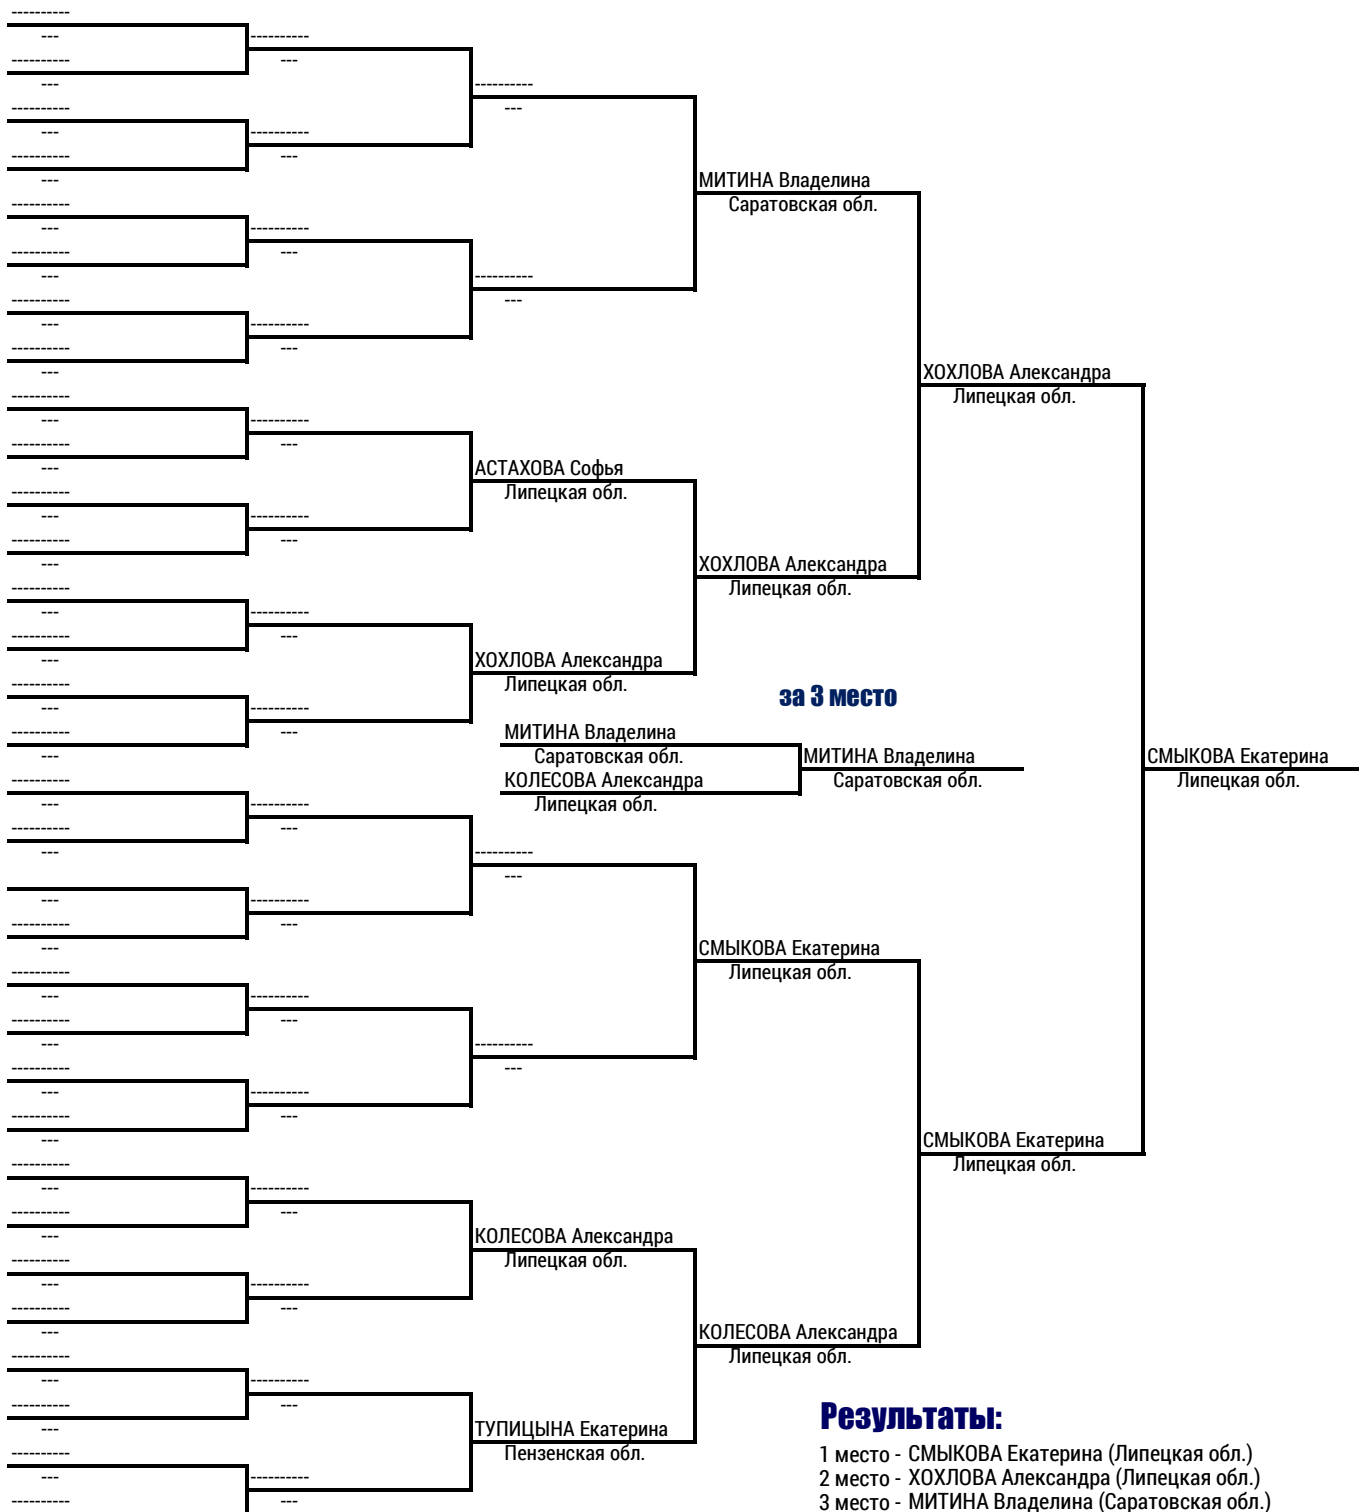 МИТИНА Владелина
Саратовская обл.
ХОХЛОВА Александра
Липецкая обл.
АСТАХОВА Софья
Липецкая обл.
ХОХЛОВА Александра
Липецкая обл.
ХОХЛОВА Александра
Липецкая обл.
за 3 место
МИТИНА Владелина
Саратовская обл.
КОЛЕСОВА Александра
Липецкая обл.
МИТИНА Владелина
Саратовская обл.
СМЫКОВА Екатерина
Липецкая обл.
СМЫКОВА Екатерина
Липецкая обл.
СМЫКОВА Екатерина
Липецкая обл.
КОЛЕСОВА Александра
Липецкая обл.
КОЛЕСОВА Александра
Липецкая обл.
ТУПИЦЫНА Екатерина
Пензенская обл.
Результаты:
1 место - СМЫКОВА Екатерина (Липецкая обл.)
2 место - ХОХЛОВА Александра (Липецкая обл.)
3 место - МИТИНА Владелина (Саратовская обл.)